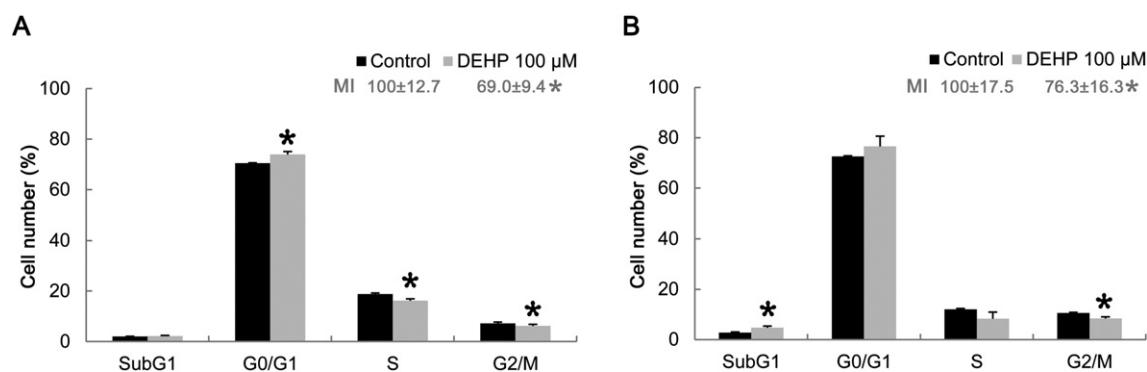 A
Control DEHP 100 µM
MI 100±12.7 69.0±9.4*
100
80
60
40
20
0
Cell number (%)
*
*
*
SubG1 G0/G1 S G2/M
B
Control DEHP 100 µM
MI 100±17.5 76.3±16.3*
100
80
60
40
20
0
Cell number (%)
*
*
SubG1 G0/G1 S G2/M